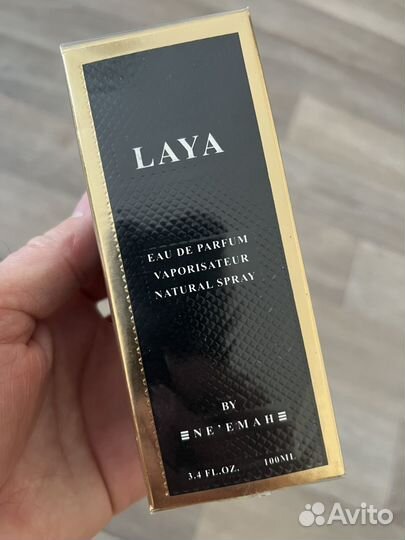 LAYA
EAU DE PARFUM
VAPORISATEUR
NATURAL SPRAY
BY
NE'EMAH
3.4 FL.OZ. 100ML
Avito